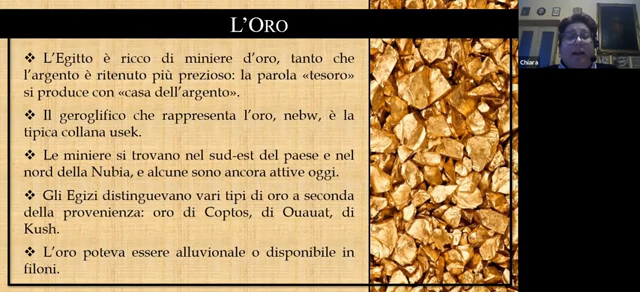 L'ORO
❖ L'Egitto è ricco di miniere d'oro, tanto che
l'argento è ritenuto più prezioso: la parola «tesoro»
si produce con «casa dell'argento».
❖ Il geroglifico che rappresenta l'oro, nebw, è la
tipica collana usek.
❖ Le miniere si trovano nel sud-est del paese e nel
nord della Nubia, e alcune sono ancora attive oggi.
❖ Gli Egizi distinguevano vari tipi di oro a seconda
della provenienza: oro di Coptos, di Ouauat, di
Kush.
❖ L'oro poteva essere alluvionale o disponibile in
filoni.
Chiara